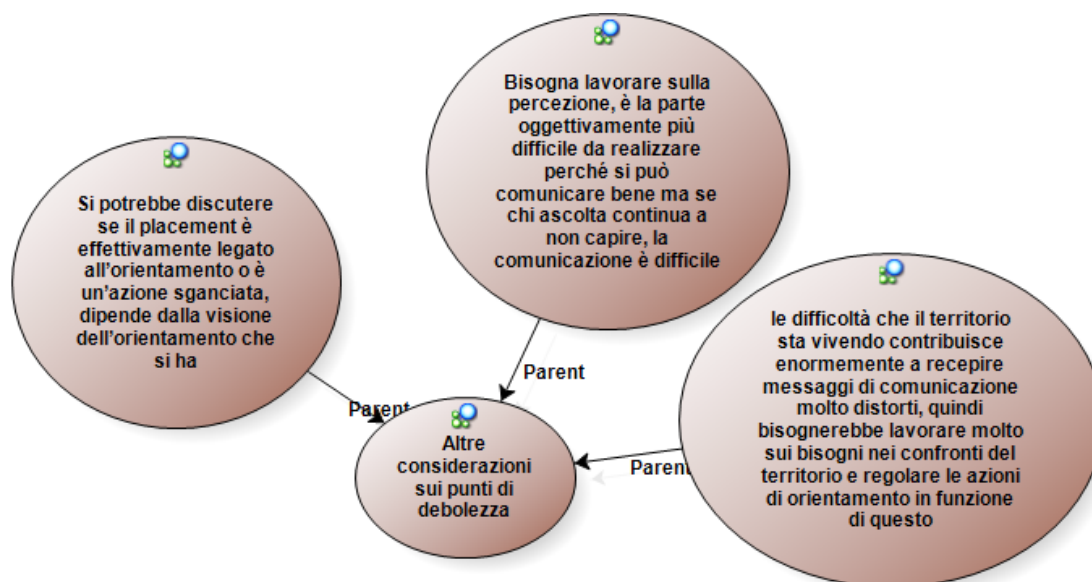 Si potrebbe discutere
se il placement è
effettivamente legato
all'orientamento o è
un'azione sganciata,
dipende dalla visione
dell'orientamento che
si ha
Bisogna lavorare sulla
percezione, è la parte
oggettivamente più
difficile da realizzare
perché si può
comunicare bene ma se
chi ascolta continua a
non capire, la
comunicazione è difficile
le difficoltà che il territorio
sta vivendo contribuisce
enormemente a recepire
messaggi di comunicazione
molto distorti, quindi
bisognerebbe lavorare molto
sui bisogni nei confronti del
territorio e regolare le azioni
di orientamento in funzione
di questo
Parent
Parent
Parent
Altre
considerazioni
sui punti di
debolezza